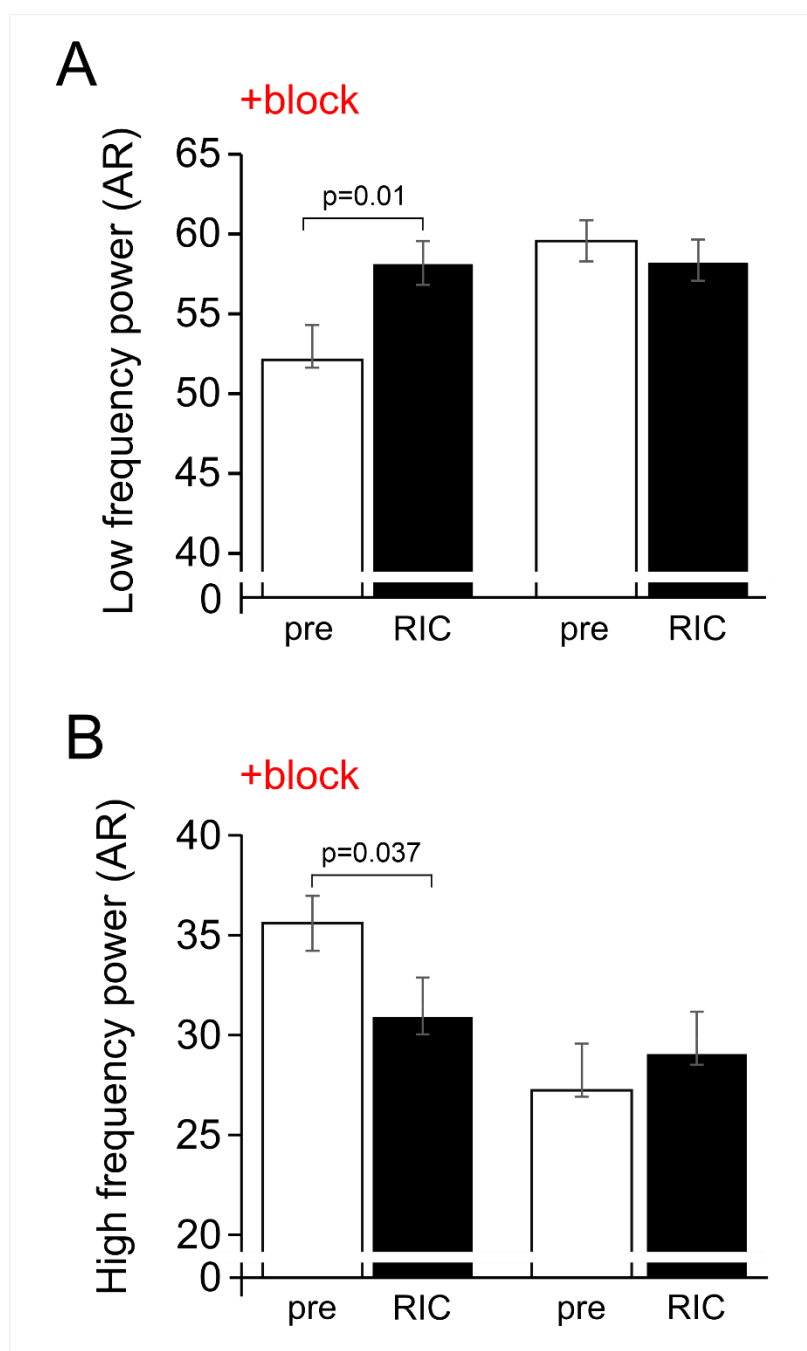 A
+block
Low frequency power (AR)
65
60
55
50
45
40
0
p=0.01
pre RIC pre RIC
B
+block
High frequency power (AR)
40
35
30
25
20
0
p=0.037
pre RIC pre RIC